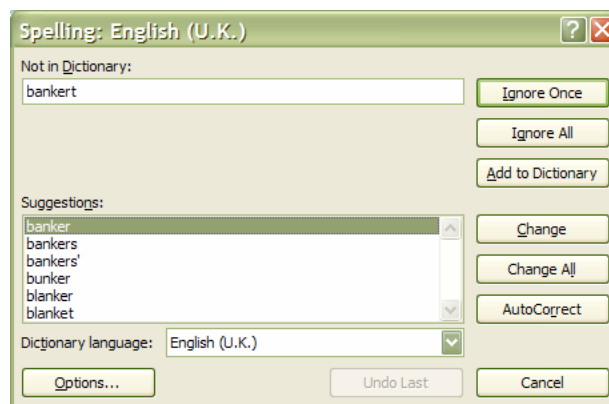 Spelling: English (U.K.)
Not in Dictionary:
bankert
Ignore Once
Ignore All
Add to Dictionary
Suggestions:
banker
bankers
bankers'
bunker
blanker
blanket
Change
Change All
AutoCorrect
Dictionary language: English (U.K.)
Options... Undo Last Cancel